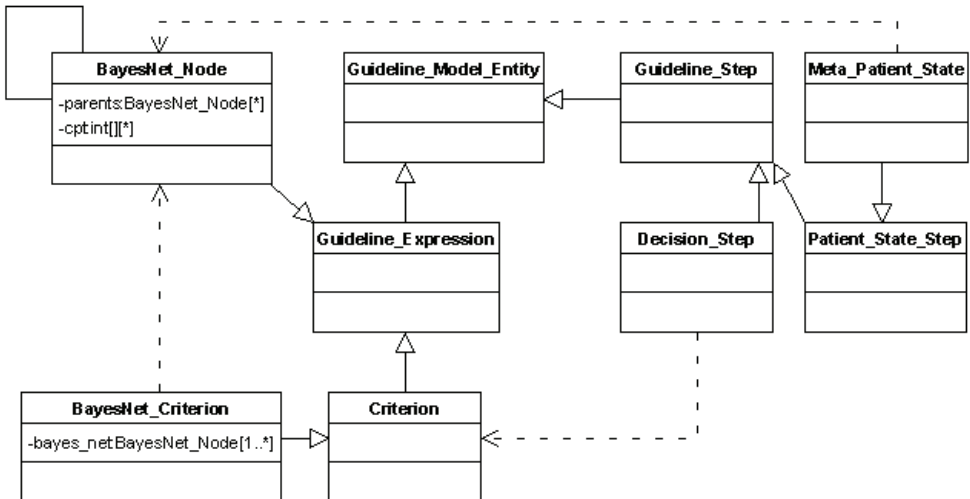 BayesNet_Node
-parents:BayesNet_Node[*]
-cptint[][*]
Guideline_Model_Entity
Guideline_Step
Meta_Patient_State
Guideline_Expression
Decision_Step
Patient_State_Step
BayesNet_Criterion
-bayes_netBayesNet_Node[1..*]
Criterion